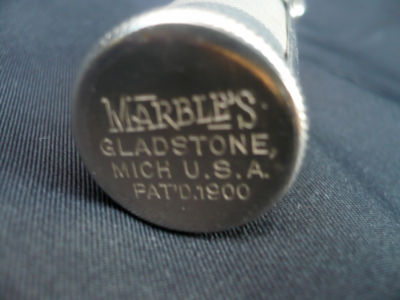 MARBLE'S
GLADSTONE,
MICH U.S.A.
PAT'D.1900